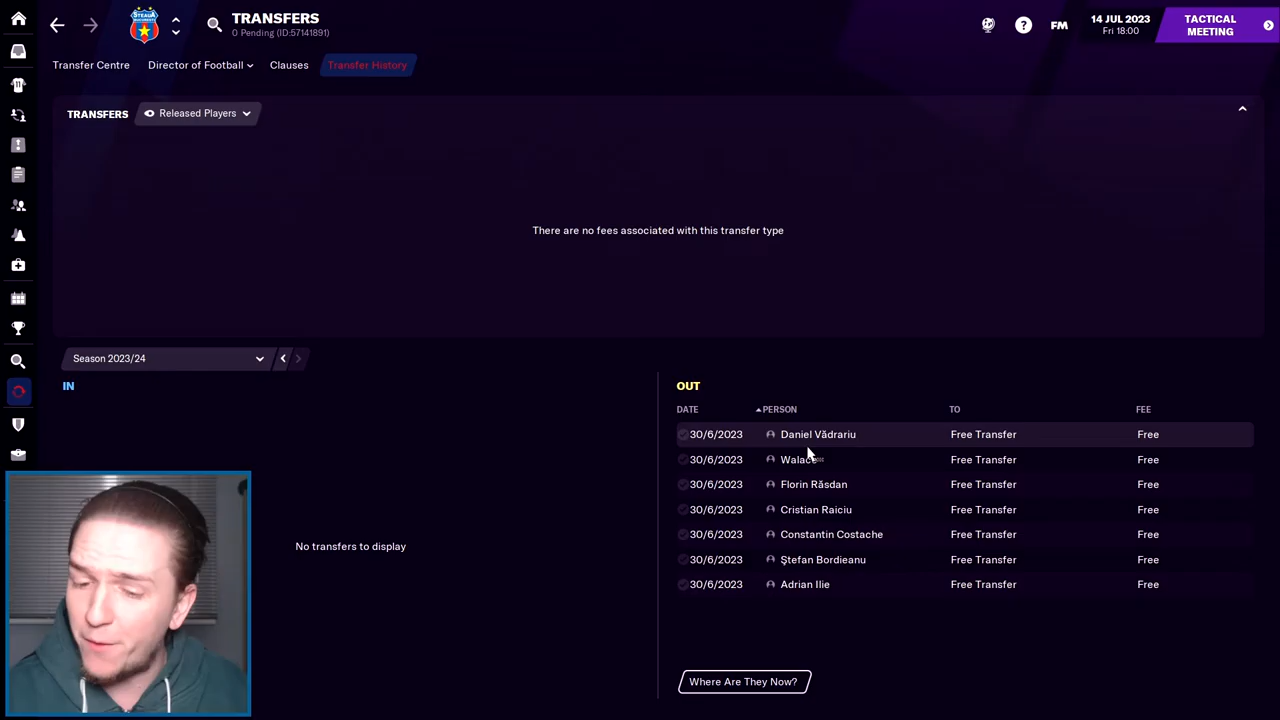 TRANSFERS
0 Pending (ID:57141891)
FM
14 JUL 2023
Fri 18:00
TACTICAL
MEETING
Transfer Centre
Director of Football
Clauses
Transfer History
TRANSFERS
Released Players
There are no fees associated with this transfer type
Season 2023/24
IN
No transfers to display
OUT
DATE PERSON TO FEE
30/6/2023 Daniel Vădrariu Free Transfer Free
30/6/2023 Walace Free Transfer Free
30/6/2023 Florin Răsdan Free Transfer Free
30/6/2023 Cristian Raiciu Free Transfer Free
30/6/2023 Constantin Costache Free Transfer Free
30/6/2023 Ştefan Bordieanu Free Transfer Free
30/6/2023 Adrian Ilie Free Transfer Free
Where Are They Now?